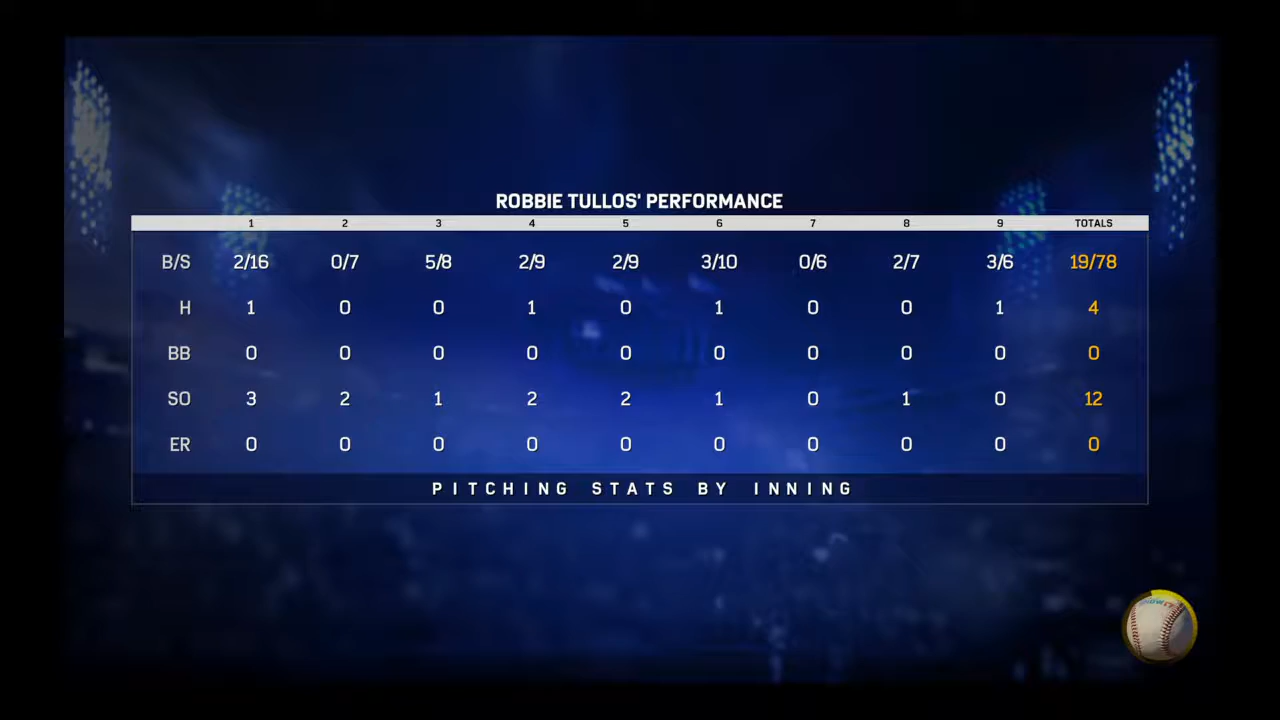 ROBBIE TULLOS' PERFORMANCE
1 2 3 4 5 6 7 8 9 TOTALS
B/S 2/16 0/7 5/8 2/9 2/9 3/10 0/6 2/7 3/6 19/78
H 1 0 0 1 0 1 0 0 1 4
BB 0 0 0 0 0 0 0 0 0 0
SO 3 2 1 2 2 1 0 1 0 12
ER 0 0 0 0 0 0 0 0 0 0
PITCHING STATS BY INNING